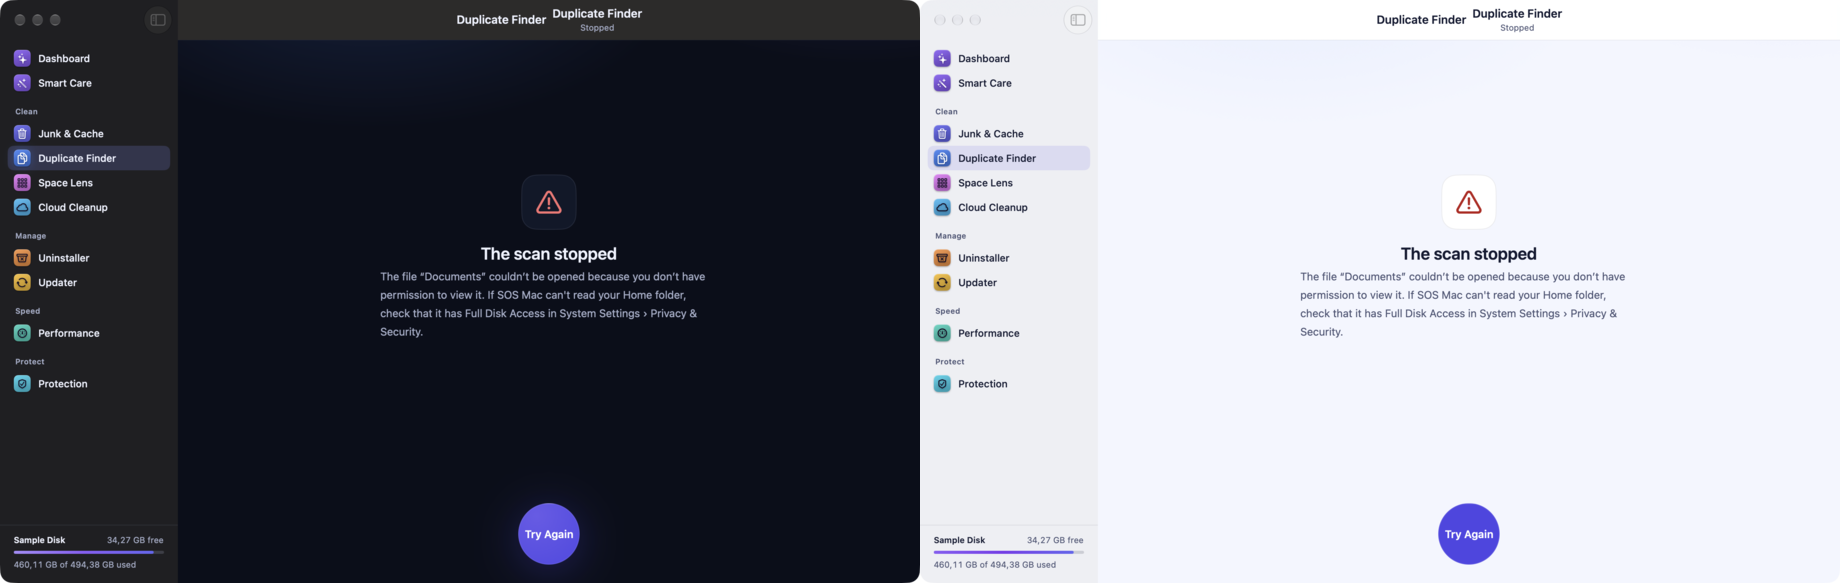 Duplicate Finder
Duplicate Finder
Stopped
Dashboard
Smart Care
Clean
Junk & Cache
Duplicate Finder
Space Lens
Cloud Cleanup
Manage
Uninstaller
Updater
Speed
Performance
Protect
Protection
The scan stopped
The file “Documents” couldn’t be opened because you don’t have
permission to view it. If SOS Mac can't read your Home folder,
check that it has Full Disk Access in System Settings › Privacy &
Security.
Try Again
Sample Disk 34,27 GB free
460,11 GB of 494,38 GB used
Duplicate Finder
Duplicate Finder
Stopped
Dashboard
Smart Care
Clean
Junk & Cache
Duplicate Finder
Space Lens
Cloud Cleanup
Manage
Uninstaller
Updater
Speed
Performance
Protect
Protection
The scan stopped
The file “Documents” couldn’t be opened because you don’t have
permission to view it. If SOS Mac can't read your Home folder,
check that it has Full Disk Access in System Settings › Privacy &
Security.
Try Again
Sample Disk 34,27 GB free
460,11 GB of 494,38 GB used